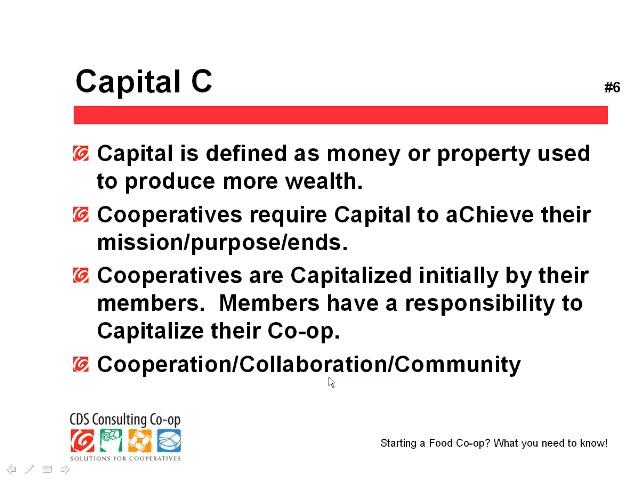 Capital C
#6
Capital is defined as money or property used
to produce more wealth.
Cooperatives require Capital to aChieve their
mission/purpose/ends.
Cooperatives are Capitalized initially by their
members.  Members have a responsibility to
Capitalize their Co-op.
Cooperation/Collaboration/Community
CDS Consulting Co-op
SOLUTIONS FOR COOPERATIVES
Starting a Food Co-op? What you need to know!